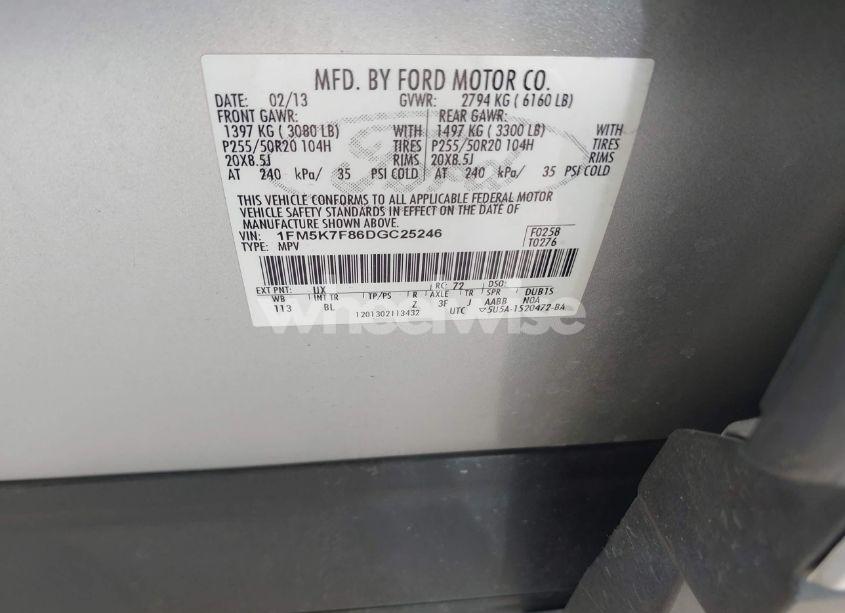 MFD. BY FORD MOTOR CO.
DATE: 02/13 GVWR: 2794 KG ( 6160 LB)
FRONT GAWR: REAR GAWR:
1397 KG ( 3080 LB) WITH 1497 KG ( 3300 LB) WITH
P255/50R20 104H TIRES P255/50R20 104H TIRES
20X8.5J RIMS 20X8.5J RIMS
AT 240 kPa/ 35 PSI COLD AT 240 kPa/ 35 PSI COLD
Ford
THIS VEHICLE CONFORMS TO ALL APPLICABLE FEDERAL MOTOR
VEHICLE SAFETY STANDARDS IN EFFECT ON THE DATE OF
MANUFACTURE SHOWN ABOVE.
VIN: 1FM5K7F86DGC25246 F0258
TYPE: MPV T0276
EXT PNT: UX RC: 72 DSO:
WB INT TR TP/PS R AXLE TR SPR DUB15
113 BL Z 3F J AABB N0A
1201302113432 UTC ▽5U5A-1520472-BA
wheelwise